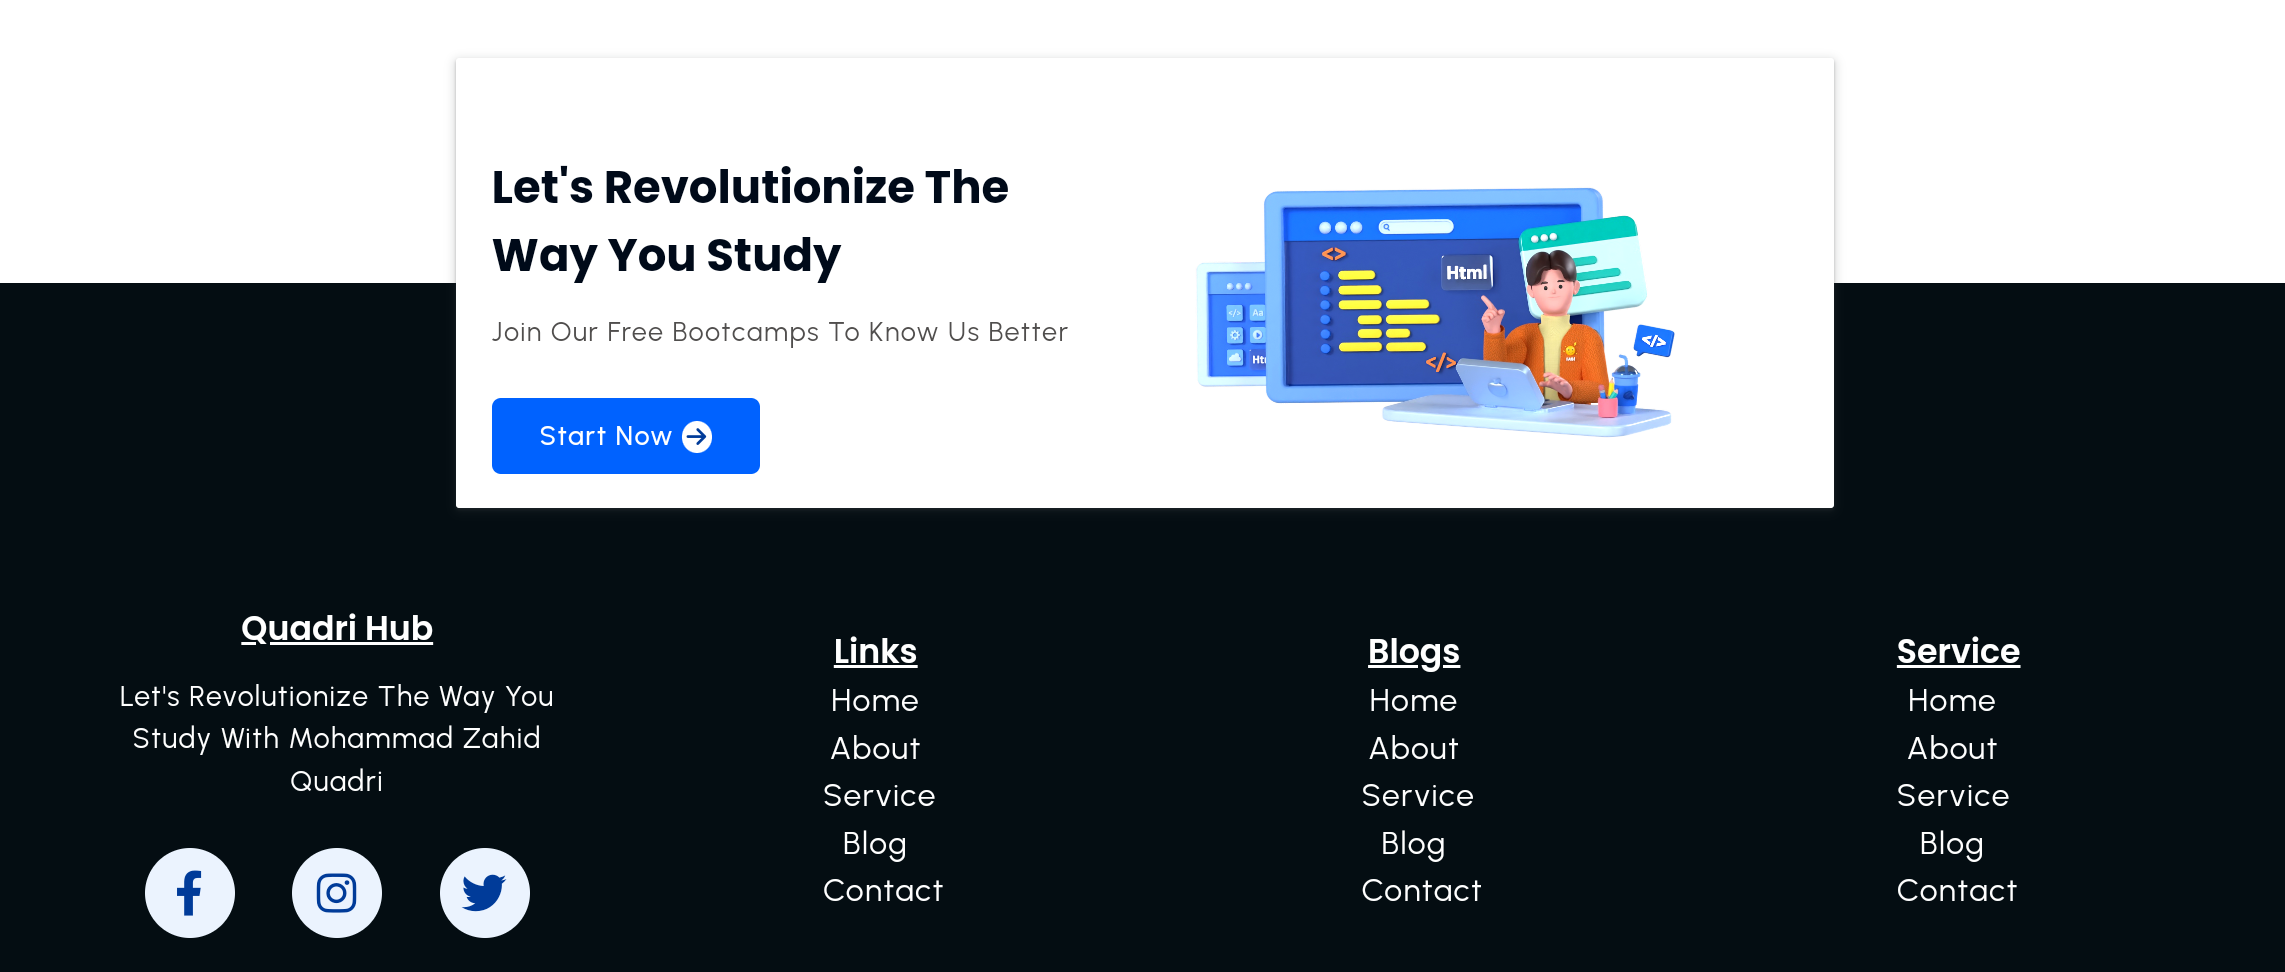 Let's Revolutionize The
Way You Study
Join Our Free Bootcamps To Know Us Better
Start Now
Html
Aa
</>
</>
<>
</>
Quadri Hub
Let's Revolutionize The Way You
Study With Mohammad Zahid
Quadri
Links
Home
About
Service
Blog
Contact
Blogs
Home
About
Service
Blog
Contact
Service
Home
About
Service
Blog
Contact